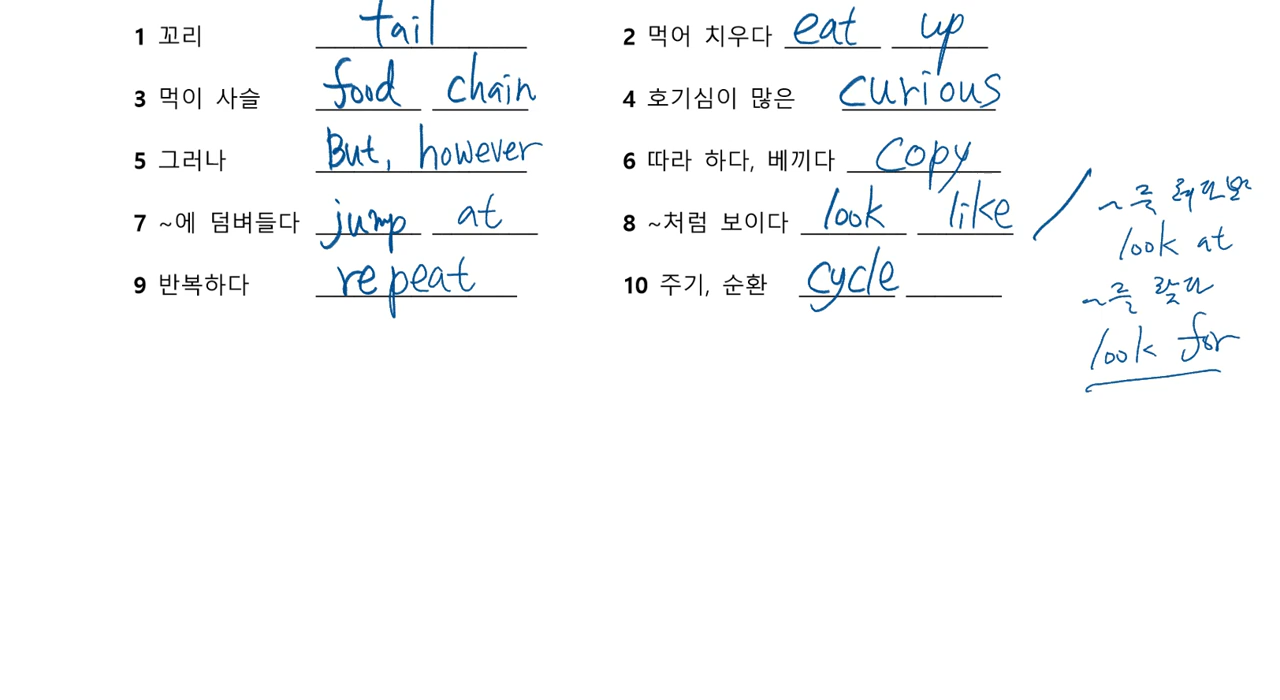 1 꼬리 tail 2 먹어 치우다 eat up
3 먹이 사슬 food chain 4 호기심이 많은 curious
5 그러나 But, however 6 따라 하다, 베끼다 copy
7 ~에 덤벼들다 jump at 8 ~처럼 보이다 look like / ~를
look at
9 반복하다 repeat 10 주기, 순환 cycle
~를 찾다
look for